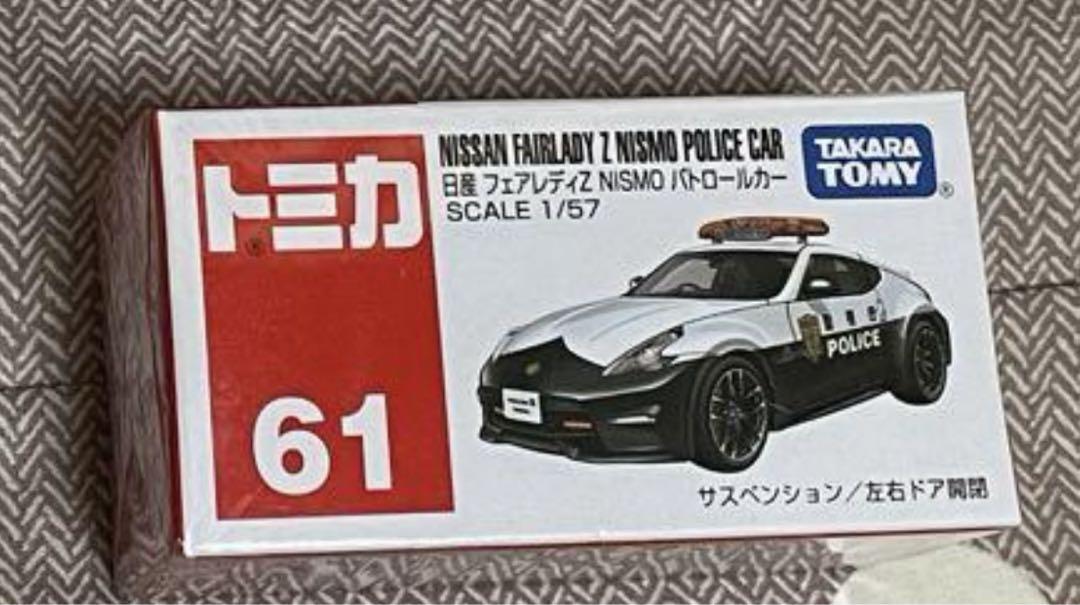 トミカ
®
61
NISSAN FAIRLADY Z NISMO POLICE CAR
日産 フェアレディZ NISMO パトロールカー
SCALE 1/57
TAKARA
TOMY
®
POLICE
サスペンション/左右ドア開閉